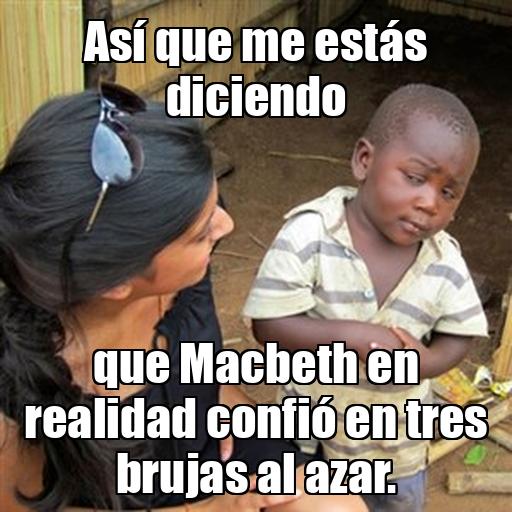 Así que me estás
diciendo
que Macbeth en
realidad confió en tres
brujas al azar.